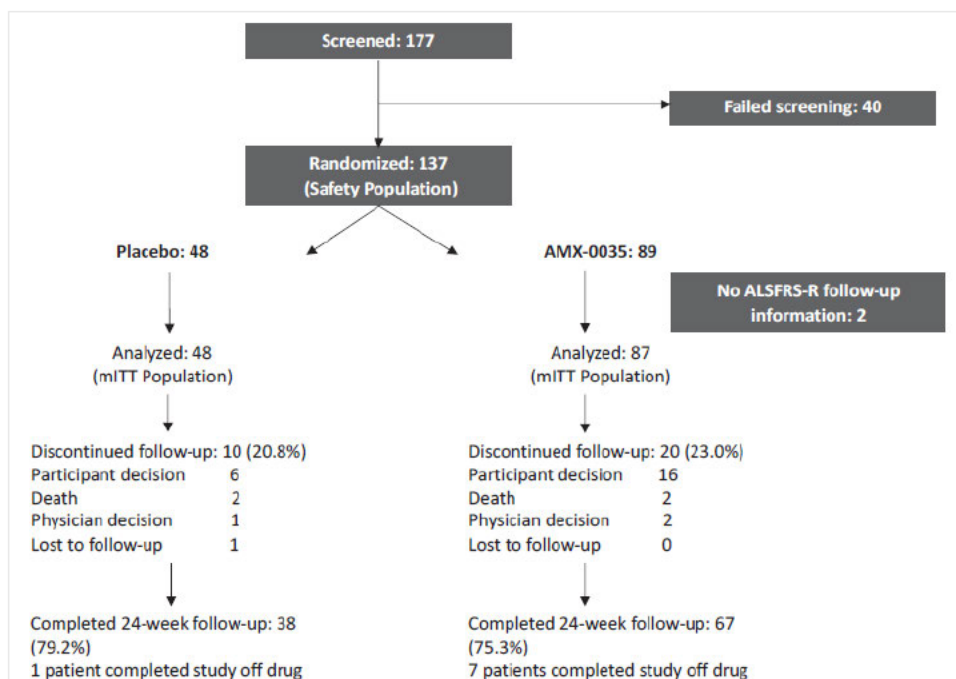 Screened: 177
Failed screening: 40
Randomized: 137
(Safety Population)
Placebo: 48
AMX-0035: 89
No ALSFRS-R follow-up
information: 2
Analyzed: 48
(mITT Population)
Analyzed: 87
(mITT Population)
Discontinued follow-up: 10 (20.8%)
Participant decision 6
Death 2
Physician decision 1
Lost to follow-up 1
Discontinued follow-up: 20 (23.0%)
Participant decision 16
Death 2
Physician decision 2
Lost to follow-up 0
Completed 24-week follow-up: 38
(79.2%)
1 patient completed study off drug
Completed 24-week follow-up: 67
(75.3%)
7 patients completed study off drug